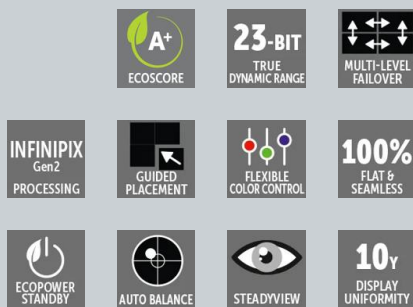 A+
ECOSCORE
23-BIT
TRUE
DYNAMIC RANGE
MULTI-LEVEL
FAILOVER
INFINIPIX
Gen2
PROCESSING
GUIDED
PLACEMENT
FLEXIBLE
COLOR CONTROL
100%
FLAT &
SEAMLESS
ECOPOWER
STANDBY
AUTO BALANCE
STEADYVIEW
10Y
DISPLAY
UNIFORMITY